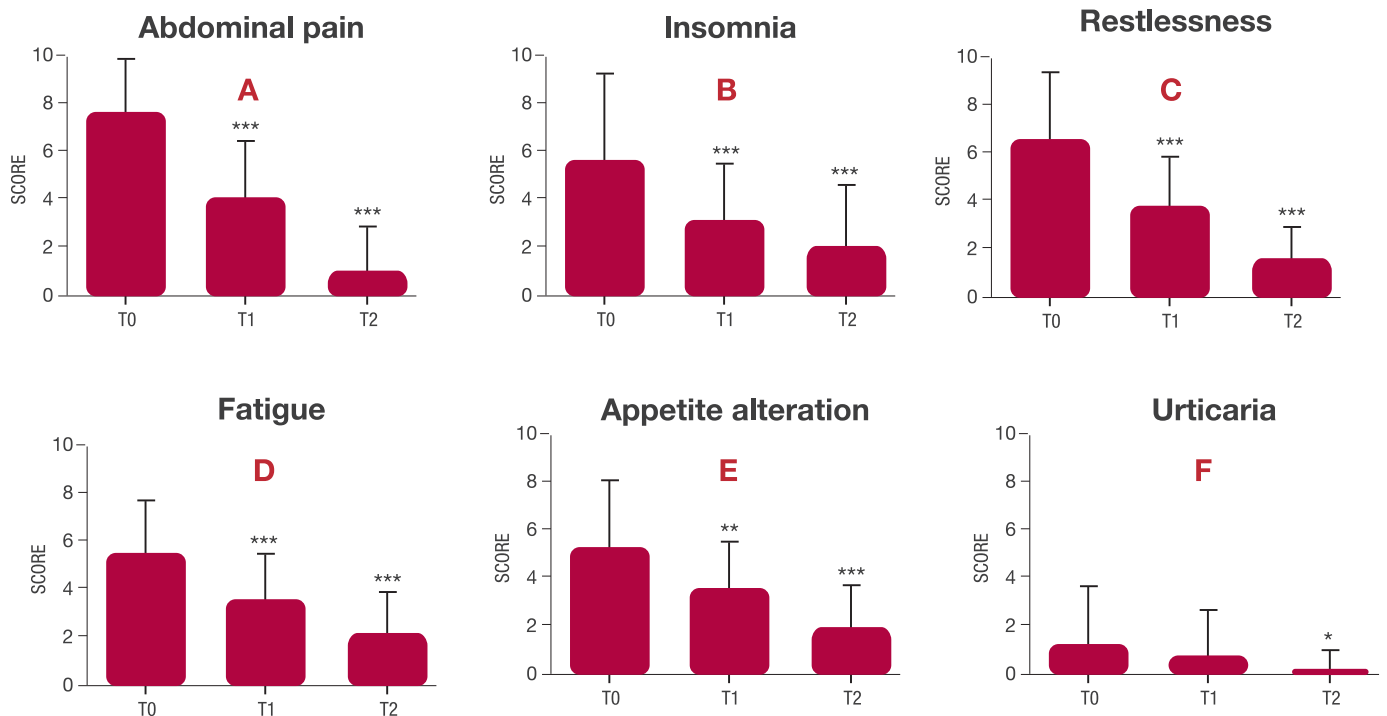 Abdominal pain
A
SCORE
10
8
6
4
2
0
***
***
T0
T1
T2
Insomnia
B
SCORE
10
8
6
4
2
0
***
***
T0
T1
T2
Restlessness
C
SCORE
10
8
6
4
2
0
***
***
T0
T1
T2
Fatigue
D
SCORE
10
8
6
4
2
0
***
***
T0
T1
T2
Appetite alteration
E
SCORE
10
8
6
4
2
0
**
***
T0
T1
T2
Urticaria
F
SCORE
10
8
6
4
2
0
*
T0
T1
T2